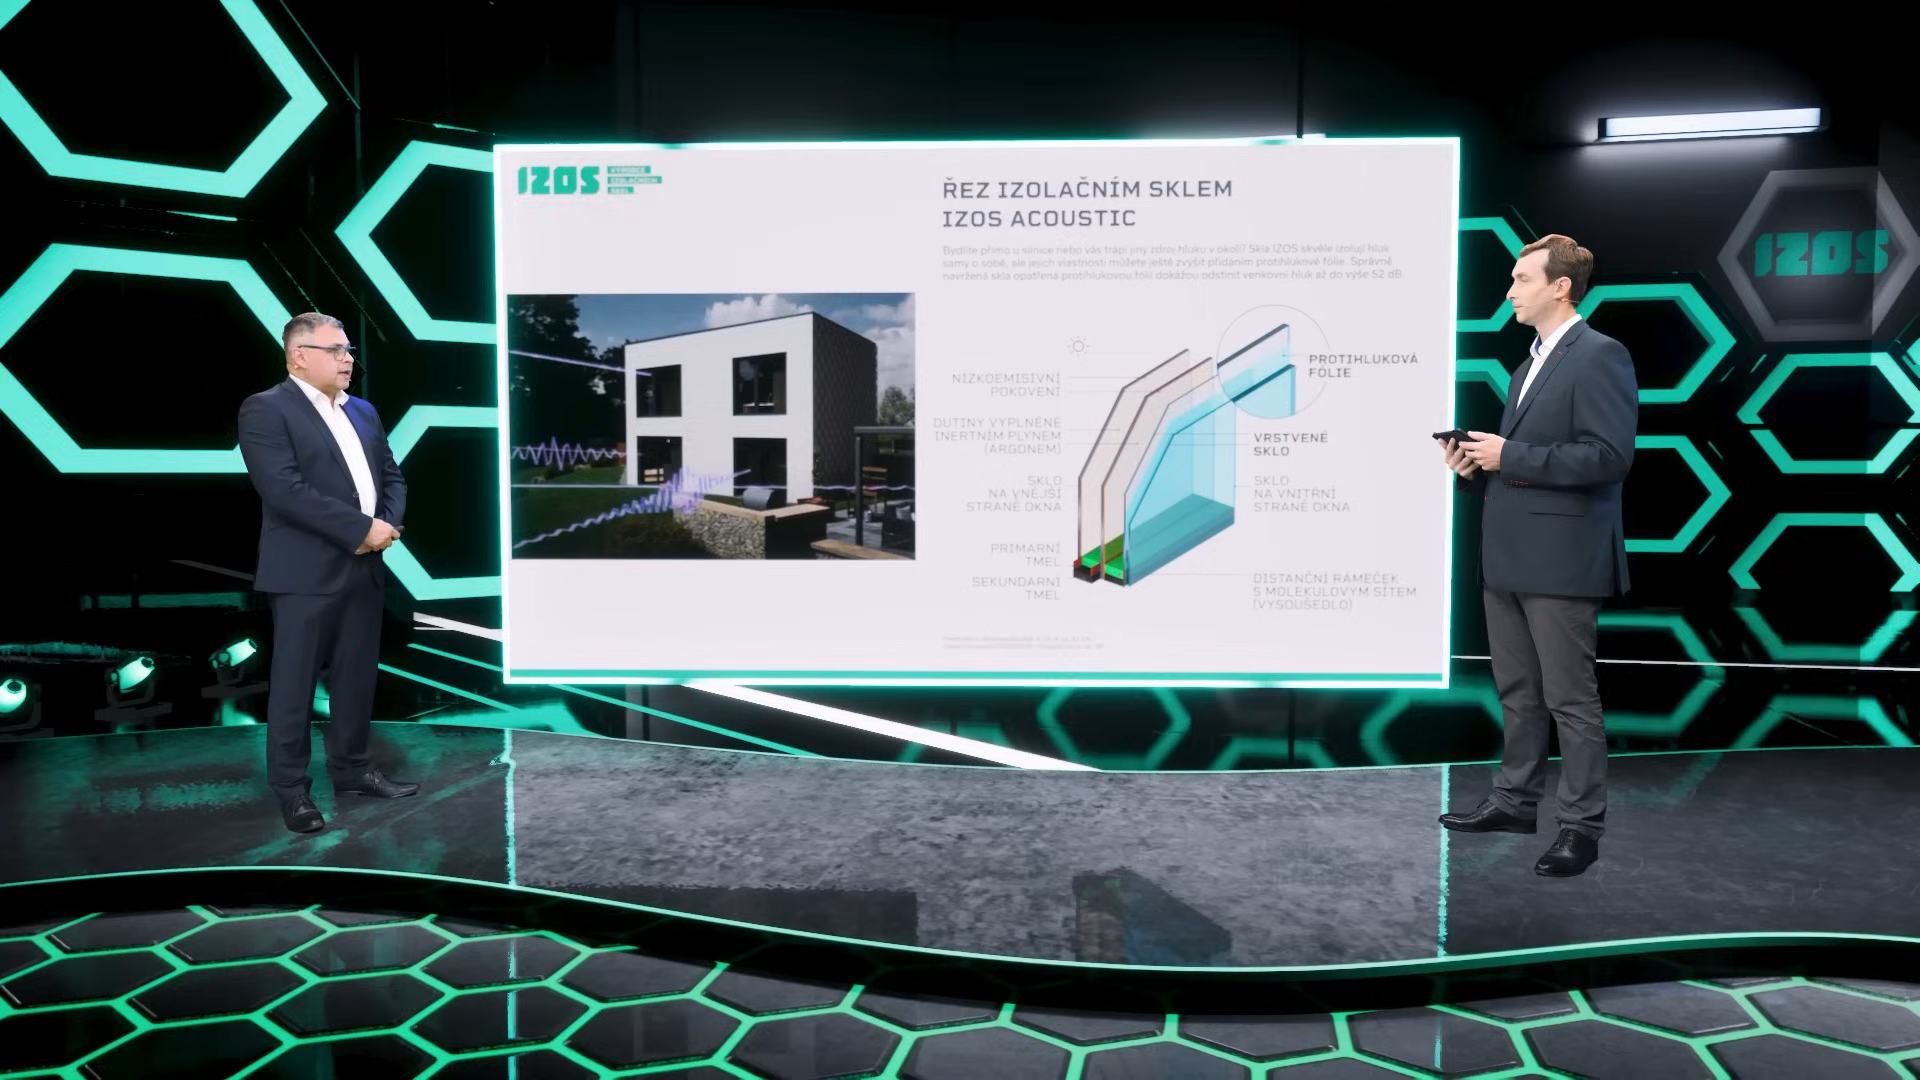 IZOS
VÝROBCE
IZOLAČNÍCH
SKEL
ŘEZ IZOLAČNÍM SKLEM
IZOS ACOUSTIC
Bydlíte přímo u silnice nebo vás trápí jiný zdroj hluku v okolí? Skla IZOS skvěle izolují hluk
samy o sobě, ale jejich vlastnosti můžete ještě zvýšit přidáním protihlukové fólie. Správně
navržená skla opatřená protihlukovou fólií dokážou odstínit venkovní hluk až do výše 52 dB.
NÍZKOEMISIVNÍ
POKOVENÍ
DUTINY VYPLNĚNÉ
INERTNÍM PLYNEM
(ARGONEM)
SKLO
NA VNĚJŠÍ
STRANĚ OKNA
PRIMÁRNÍ
TMEL
SEKUNDÁRNÍ
TMEL
PROTIHLUKOVÁ
FÓLIE
VRSTVENÉ
SKLO
SKLO
NA VNITŘNÍ
STRANĚ OKNA
DISTANČNÍ RÁMEČEK
S MOLEKULOVÝM SÍTEM
(VYSOUŠEDLO)
IZOS